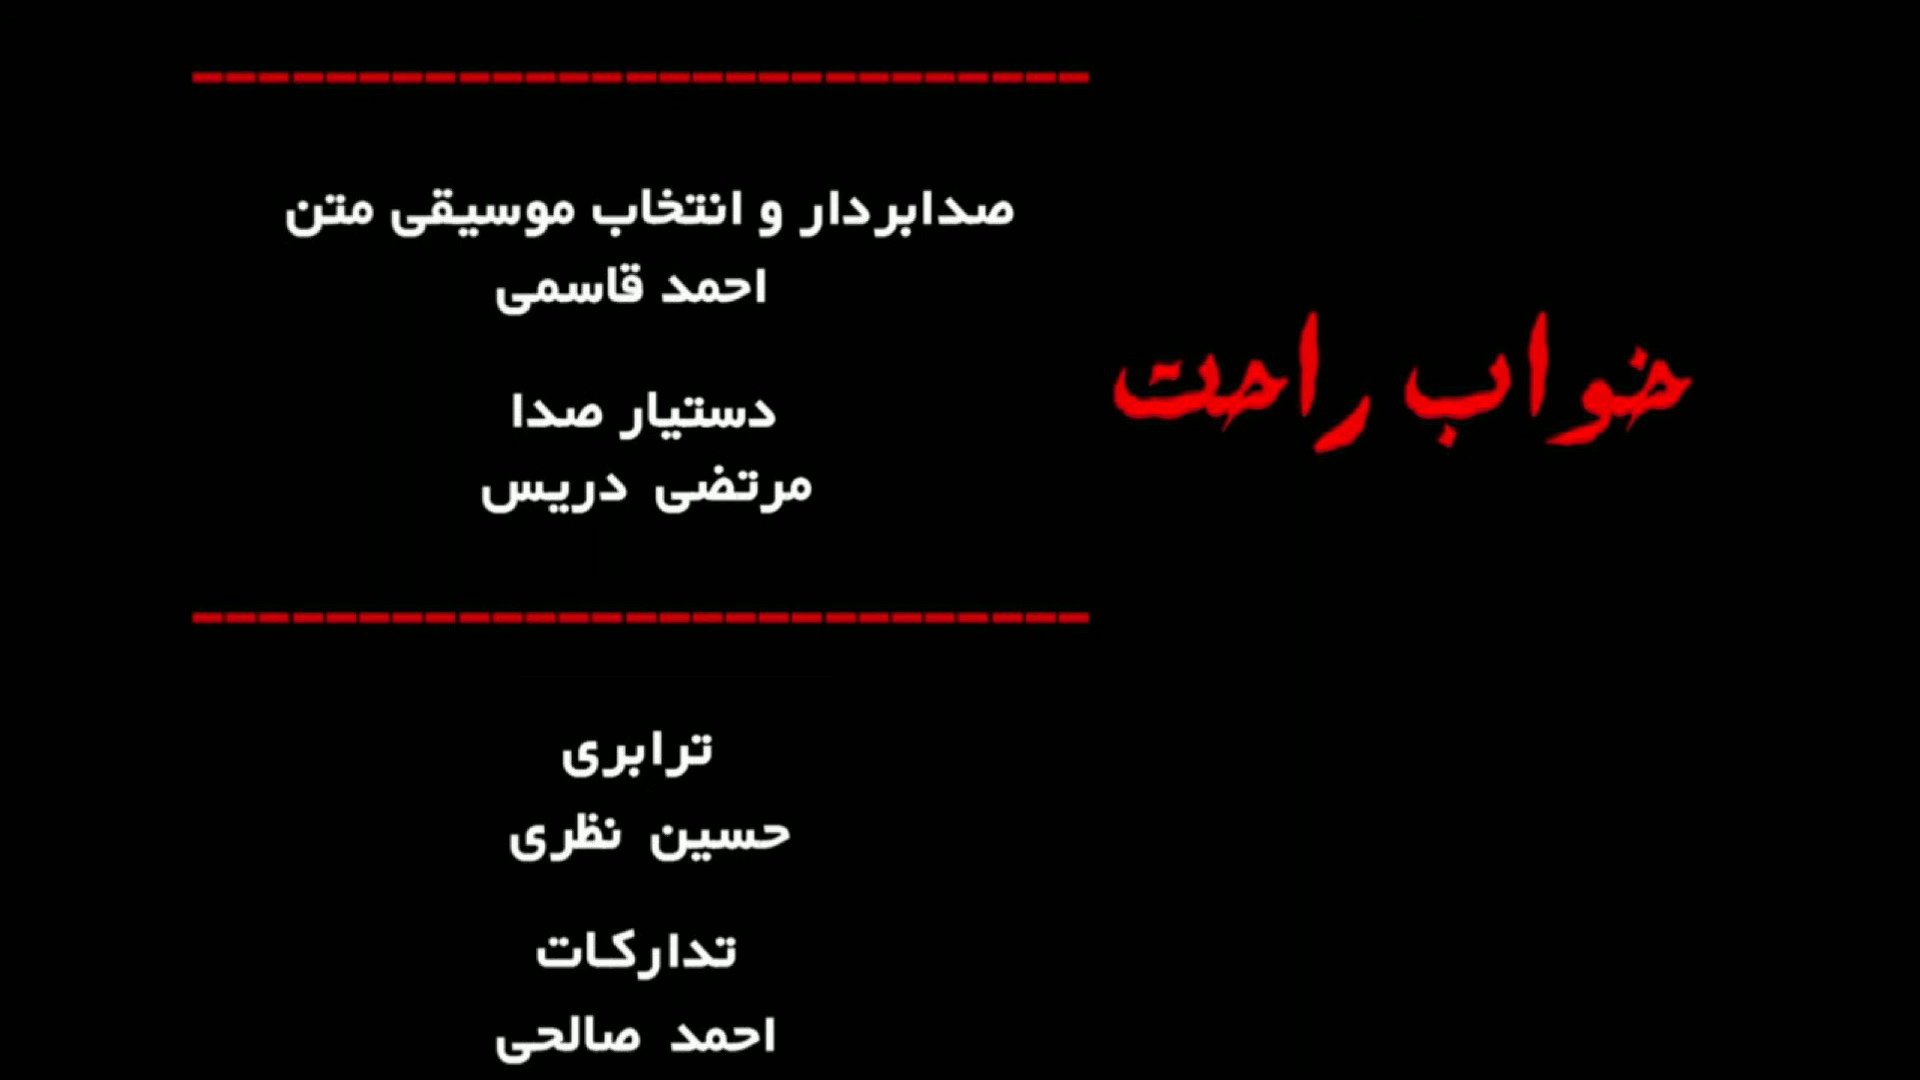 خواب راحت
صدابردار و انتخاب موسیقی متن
احمد قاسمی
دستیار صدا
مرتضی دریس
ترابری
حسین نظری
تدارکات
احمد صالحی